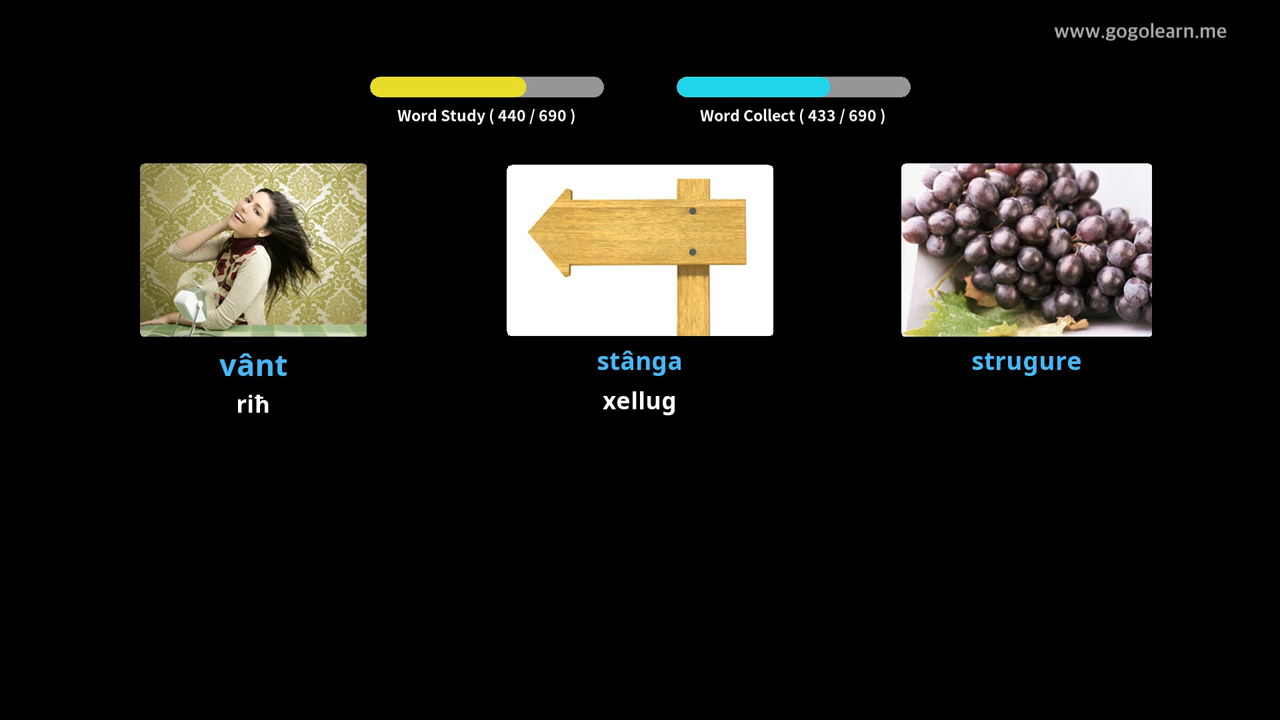 www.gogolearn.me
Word Study ( 440 / 690 )
Word Collect ( 433 / 690 )
vânt
stânga
strugure
riħ
xellug